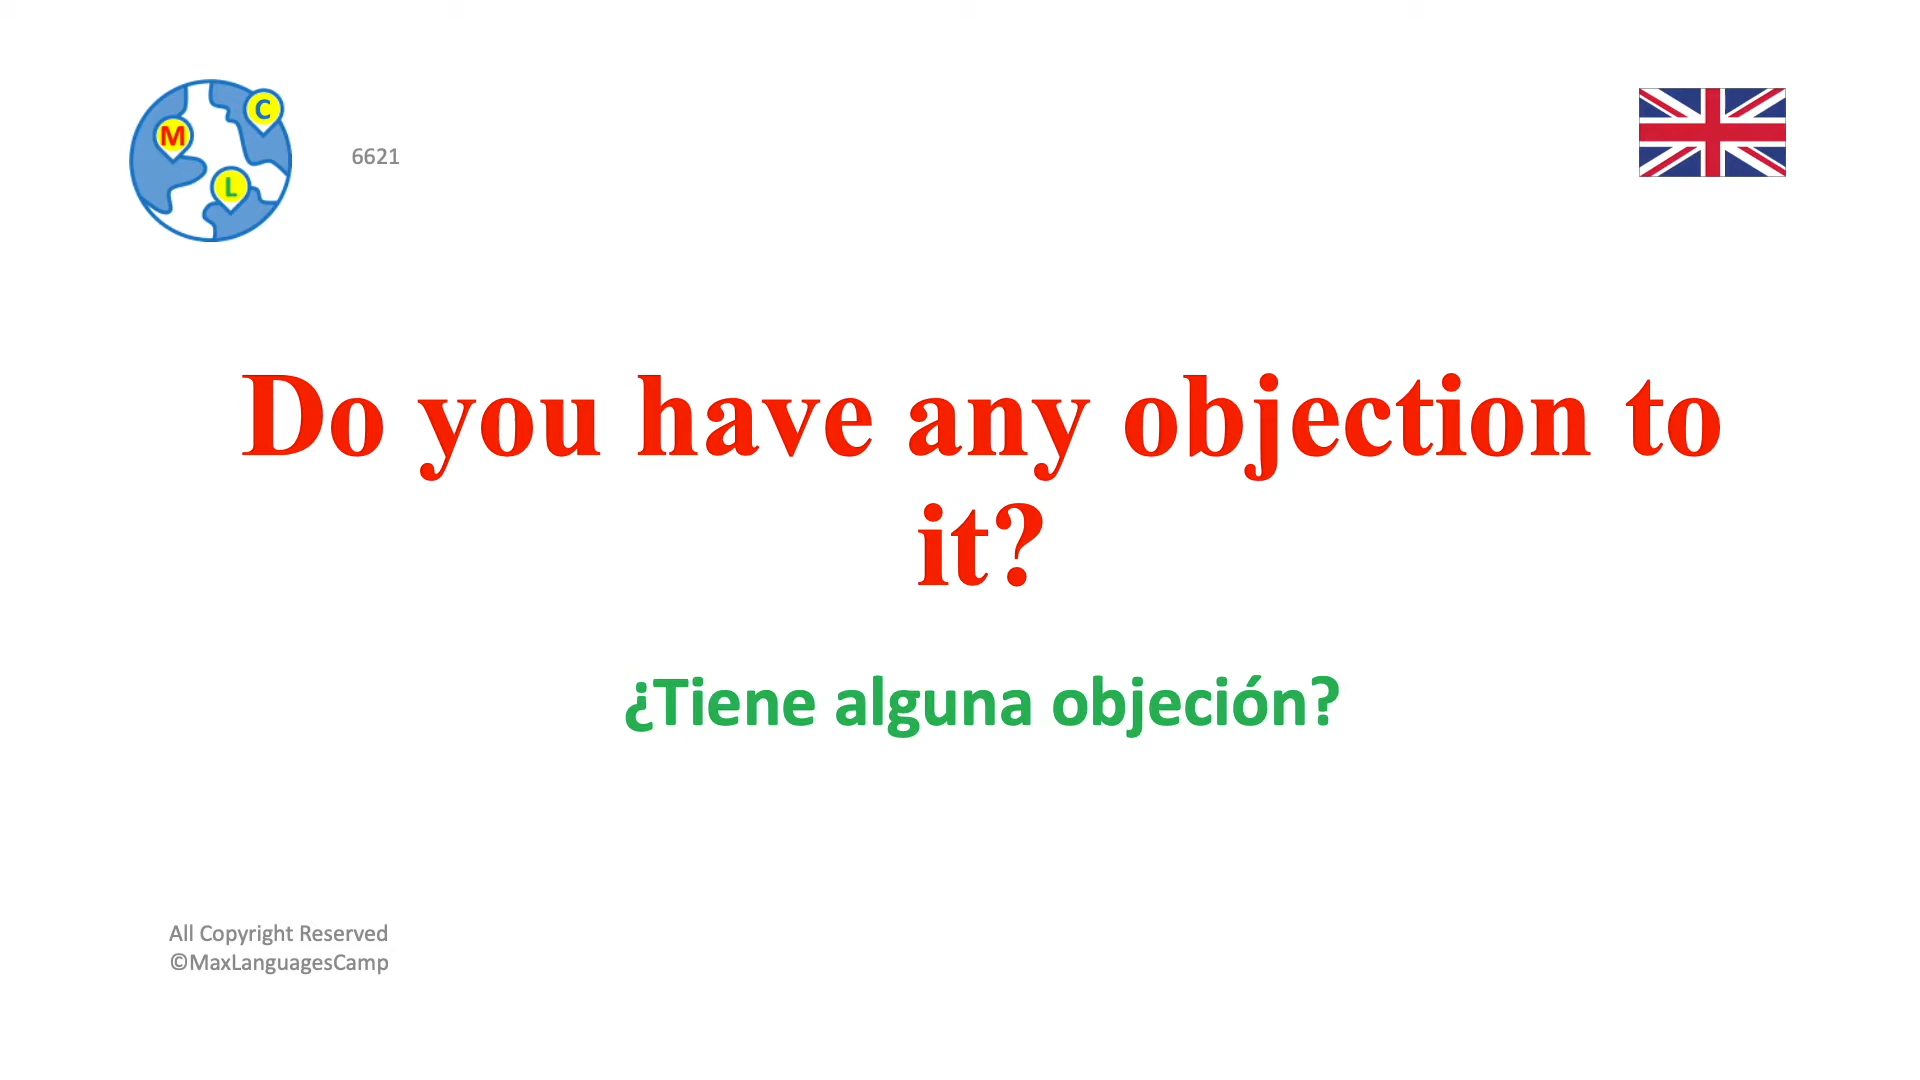 M
C
L
6621
Do you have any objection to
it?
¿Tiene alguna objeción?
All Copyright Reserved
©MaxLanguagesCamp